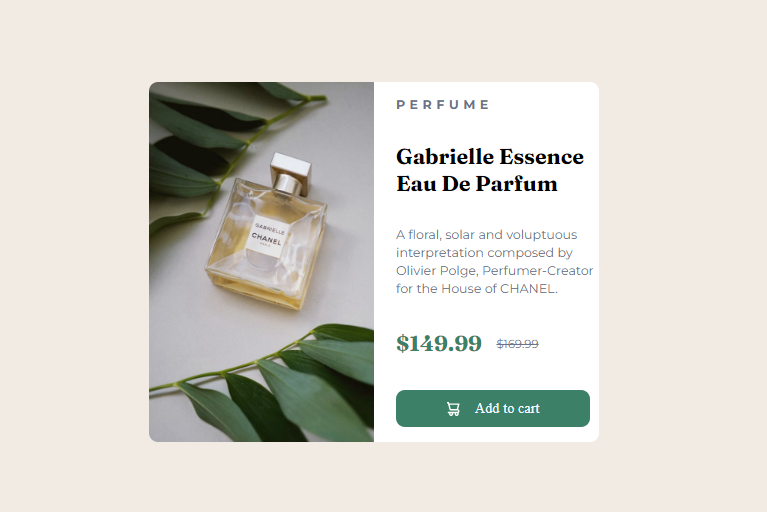 PERFUME
Gabrielle Essence
Eau De Parfum
A floral, solar and voluptuous
interpretation composed by
Olivier Polge, Perfumer-Creator
for the House of CHANEL.
$149.99 $169.99
Add to cart
GABRIELLE
CHANEL
PARIS